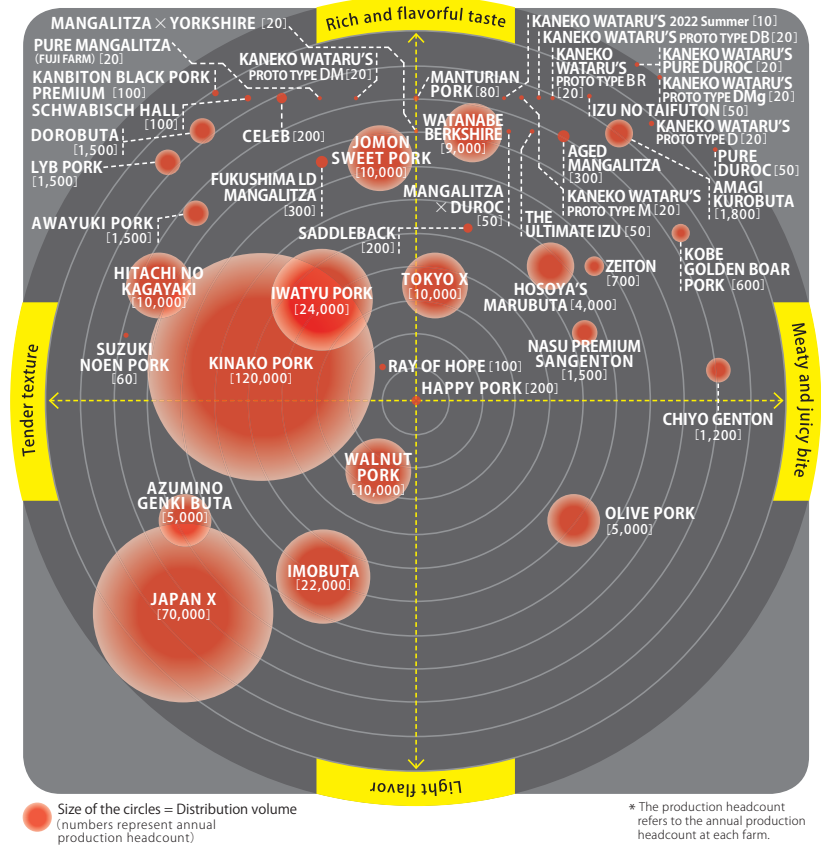 Rich and flavorful taste
MANGALITZA × YORKSHIRE [20]
PURE MANGALITZA
(FUJI FARM) [20]
KANBITON BLACK PORK
PREMIUM [100]
SCHWABISCH HALL
[100]
DOROBUTA
[1,500]
LYB PORK
[1,500]
AWAYUKI PORK
[1,500]
KANEKO WATARU'S
PROTO TYPE DM [20]
CELEB [200]
FUKUSHIMA LD
MANGALITZA
[300]
JOMON
SWEET PORK
[10,000]
MANTURIAN
PORK [80]
WATANABE
BERKSHIRE
[9,000]
KANEKO WATARU'S 2022 Summer [10]
KANEKO WATARU'S PROTO TYPE DB [20]
KANEKO
WATARU'S
PROTO TYPE BR
[20]
KANEKO WATARU'S
PURE DUROC [20]
KANEKO WATARU'S
PROTO TYPE DMg [20]
IZU NO TAIFUTON [50]
KANEKO WATARU'S
PROTO TYPE D [20]
PURE
DUROC [50]
AMAGI
KUROBUTA
[1,800]
AGED
MANGALITZA
[300]
KANEKO WATARU'S
PROTO TYPE M [20]
THE
ULTIMATE IZU [50]
MANGALITZA
× DUROC
[50]
SADDLEBACK
[200]
KOBE
GOLDEN BOAR
PORK [600]
HITACHI NO
KAGAYAKI
[10,000]
IWATYU PORK
[24,000]
TOKYO X
[10,000]
HOSOYA'S
MARUBUTA [4,000]
ZEITON
[700]
NASU PREMIUM
SANGENTON
[1,500]
SUZUKI
NOEN PORK
[60]
KINAKO PORK
[120,000]
RAY OF HOPE [100]
HAPPY PORK [200]
CHIYO GENTON
[1,200]
Tender texture
Meaty and juicy bite
WALNUT
PORK
[10,000]
AZUMINO
GENKI BUTA
[5,000]
OLIVE PORK
[5,000]
IMOBUTA
[22,000]
JAPAN X
[70,000]
Light flavor
Size of the circles = Distribution volume
(numbers represent annual
production headcount)
* The production headcount
refers to the annual production
headcount at each farm.